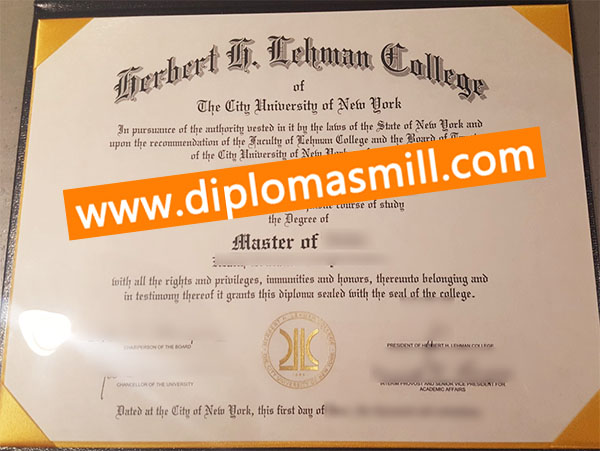 Herbert H. Lehman College
of
The City University of New York
In pursuance of the authority vested in it by the laws of the State of New York and
upon the recommendation of the Faculty of Lehman College and the Board of
of the City University of New York
www.diplomasmill.com
course of study
the Degree of
Master of
with all the rights and privileges, immunities and honors, thereunto belonging and
in testimony thereof it grants this diploma sealed with the seal of the college.
CHAIRPERSON OF THE BOARD
PRESIDENT OF HERBERT H. LEHMAN COLLEGE
CHANCELLOR OF THE UNIVERSITY
INTERIM PROVOST AND SENIOR VICE PRESIDENT FOR
ACADEMIC AFFAIRS
Dated at the City of New York, this first day of